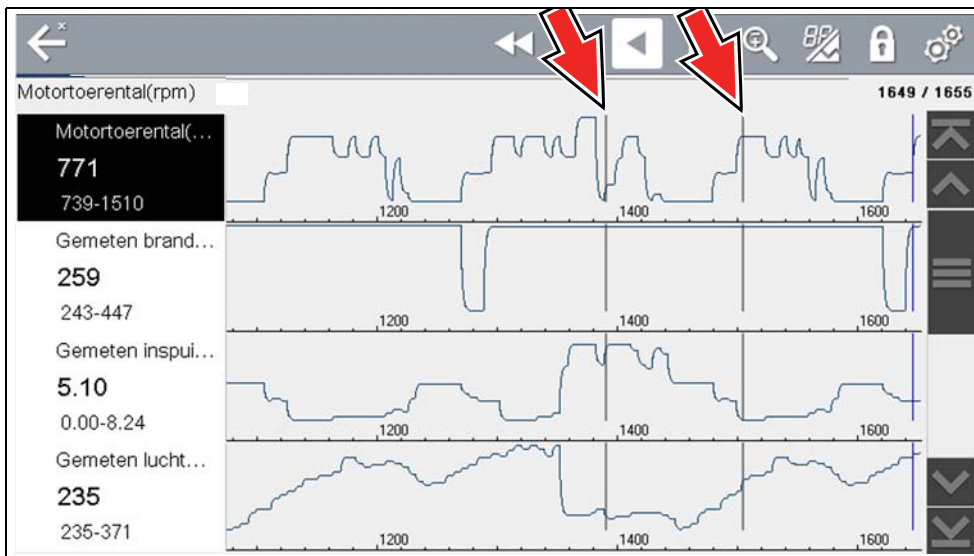 Motortoerental(rpm)
1649 / 1655
Motortoerental(...
771
739-1510
1200 1400 1600
Gemeten brand...
259
243-447
1200 1400 1600
Gemeten inspui...
5.10
0.00-8.24
1200 1400 1600
Gemeten lucht...
235
235-371
1200 1400 1600